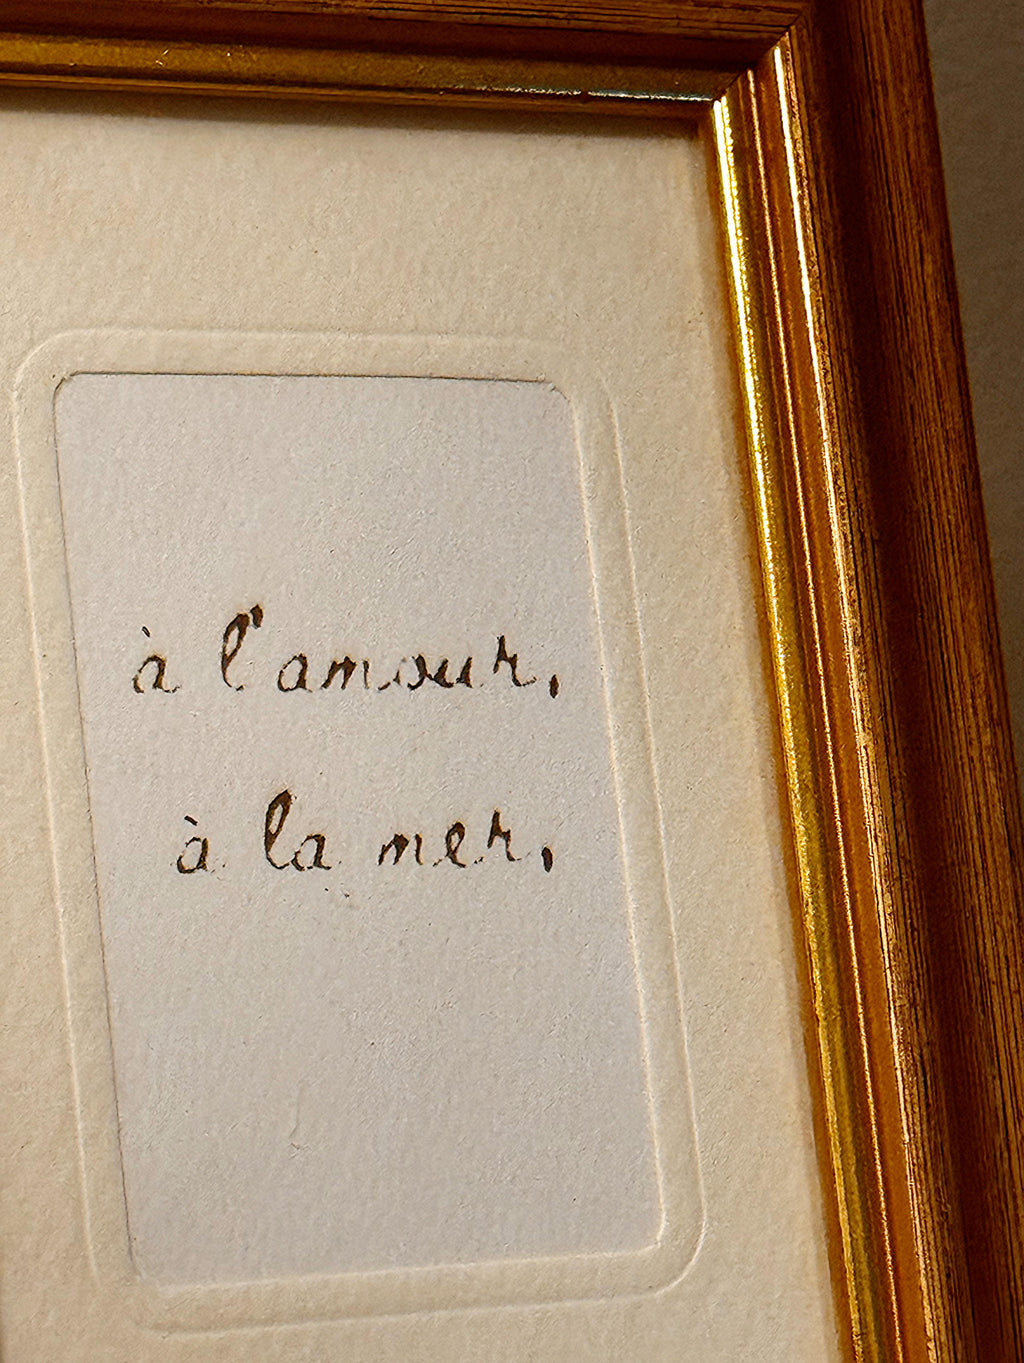 à l'amour,
à la mer,